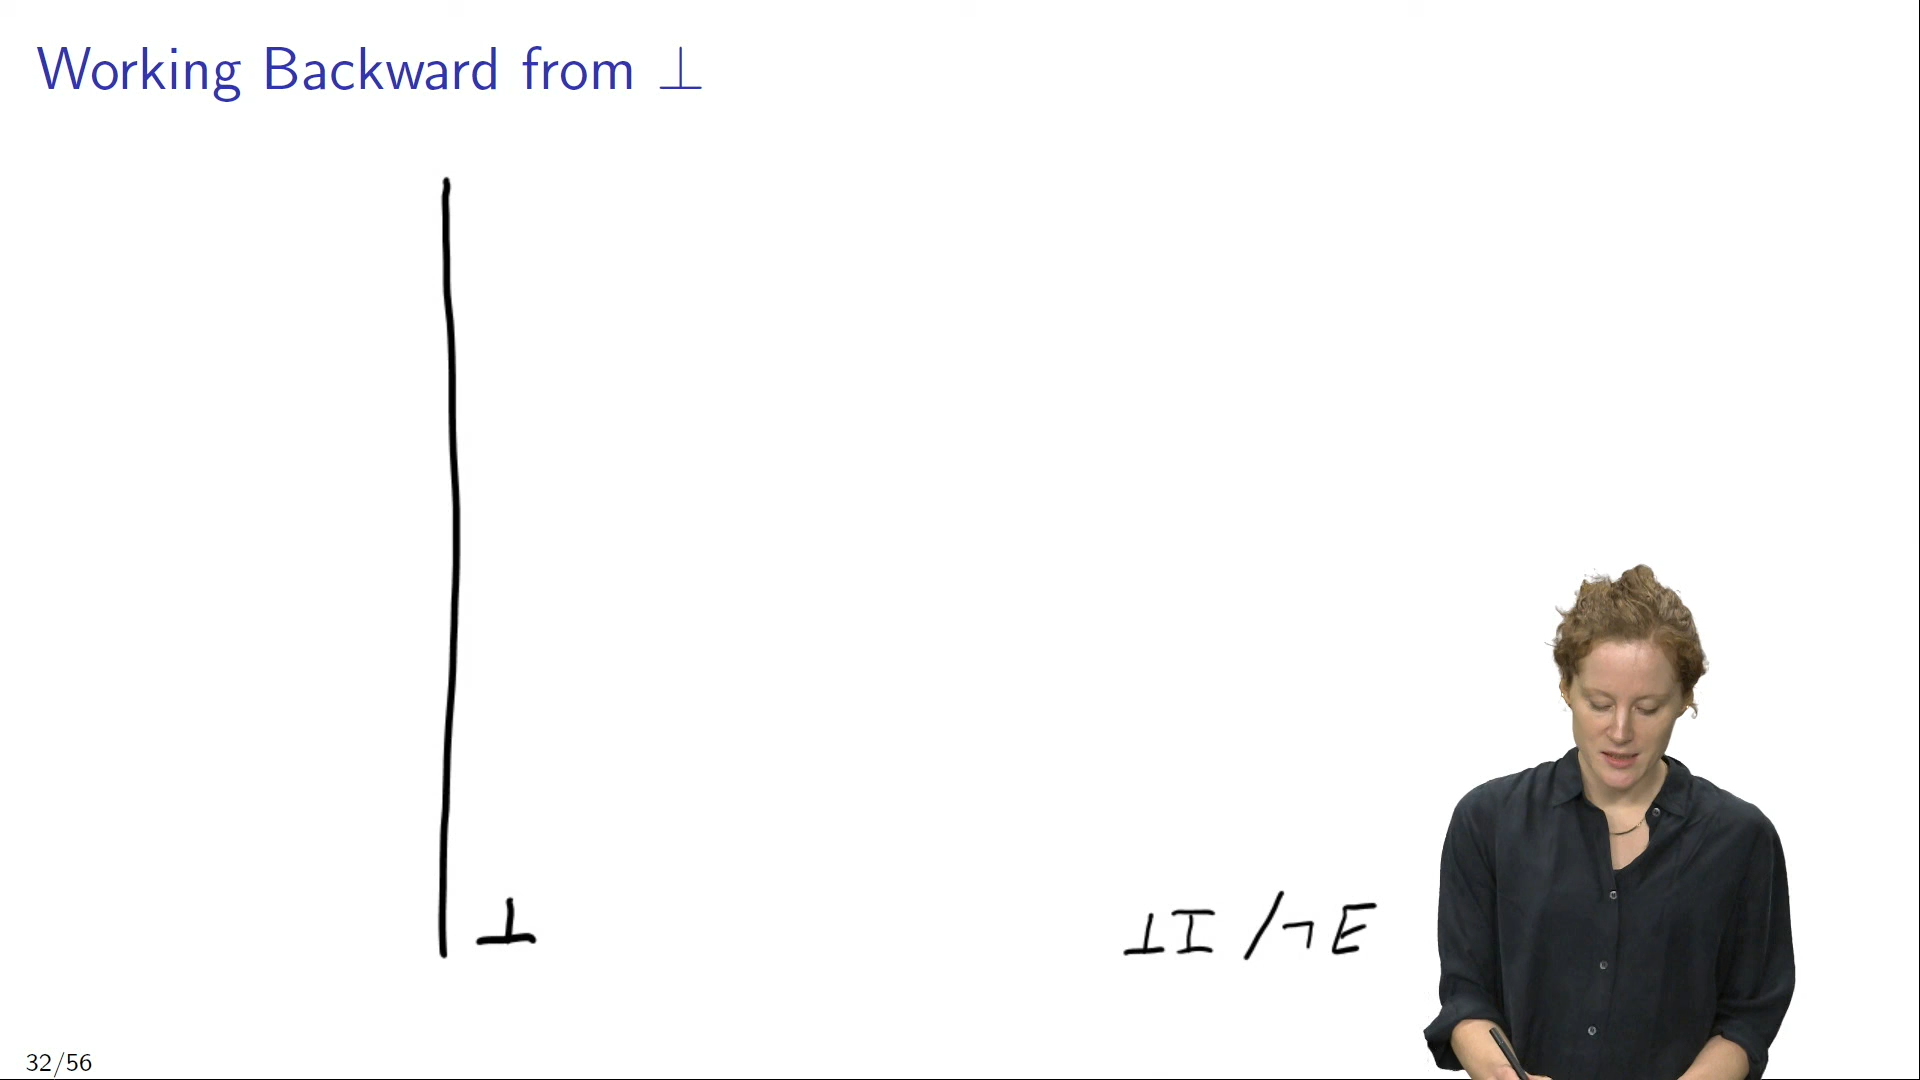 Working Backward from ⊥
⊥
⊥I / ¬E
32/56